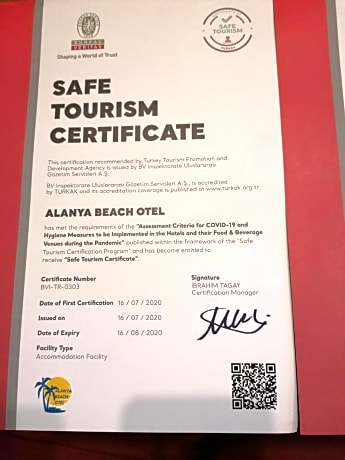 BUREAU
VERITAS
Shaping a World of Trust
SAFE
TOURISM
TURKEY
SAFE
TOURISM
CERTIFICATE
This certification recommended by Turkey Tourism Promotion and
Development Agency is issued by BV Inspektorate Uluslararası
Gözetim Servisleri A.Ş.
BV Inspektorate Uluslararası Gözetim Servisleri A.Ş., is accredited
by TURKAK and its accreditation coverage is published at www.turkak.org.tr
ALANYA BEACH OTEL
has met the requirements of the "Assessment Criteria for COVID-19 and
Hygiene Measures to be Implemented in the Hotels and their Food & Beverage
Venues during the Pandemic" published within the framework of the "Safe
Tourism Certification Program" and has become entitled to
receive "Safe Tourism Certificate".
Certificate Number
BVI-TR-0303
Signature
İBRAHİM TAGAY
Certification Manager
Date of First Certification 16 / 07 / 2020
Issued on 16 / 07 / 2020
Date of Expiry 16 / 08 / 2020
Facility Type
Accommodation Facility
ALANYA
BEACH
OTEL